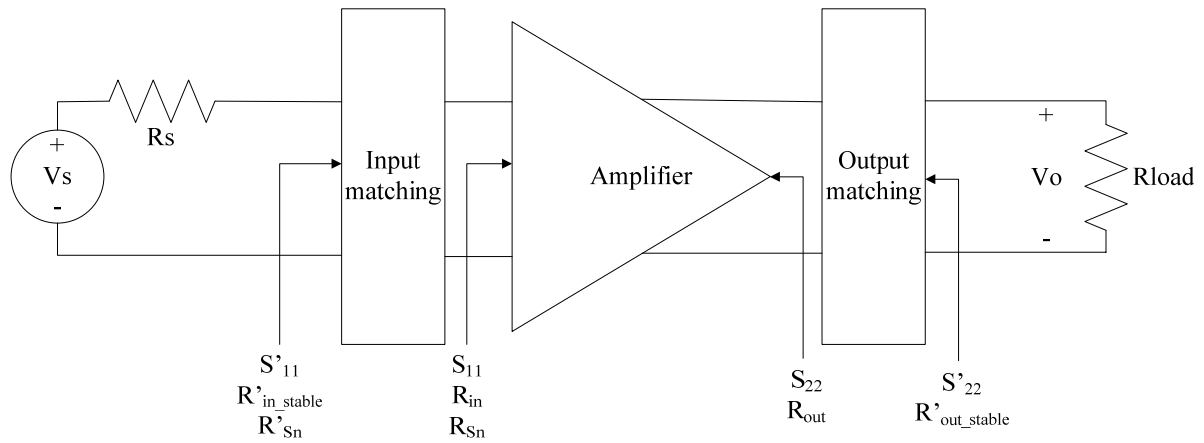 +
Vs
-
Rs
Input
matching
Amplifier
Output
matching
+
Vo
-
Rload
S’₁₁
R’in_stable
R’Sn
S₁₁
Rin
RSn
S₂₂
Rout
S’₂₂
R’out_stable